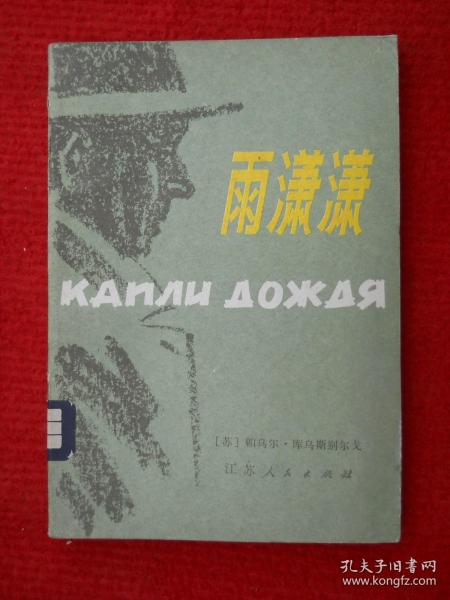 雨潇潇
КАПЛИ ДОЖДЯ
［苏］帕乌尔·库乌斯别尔戈
江苏人民出版社
孔夫子旧书网
www.kongfz.com